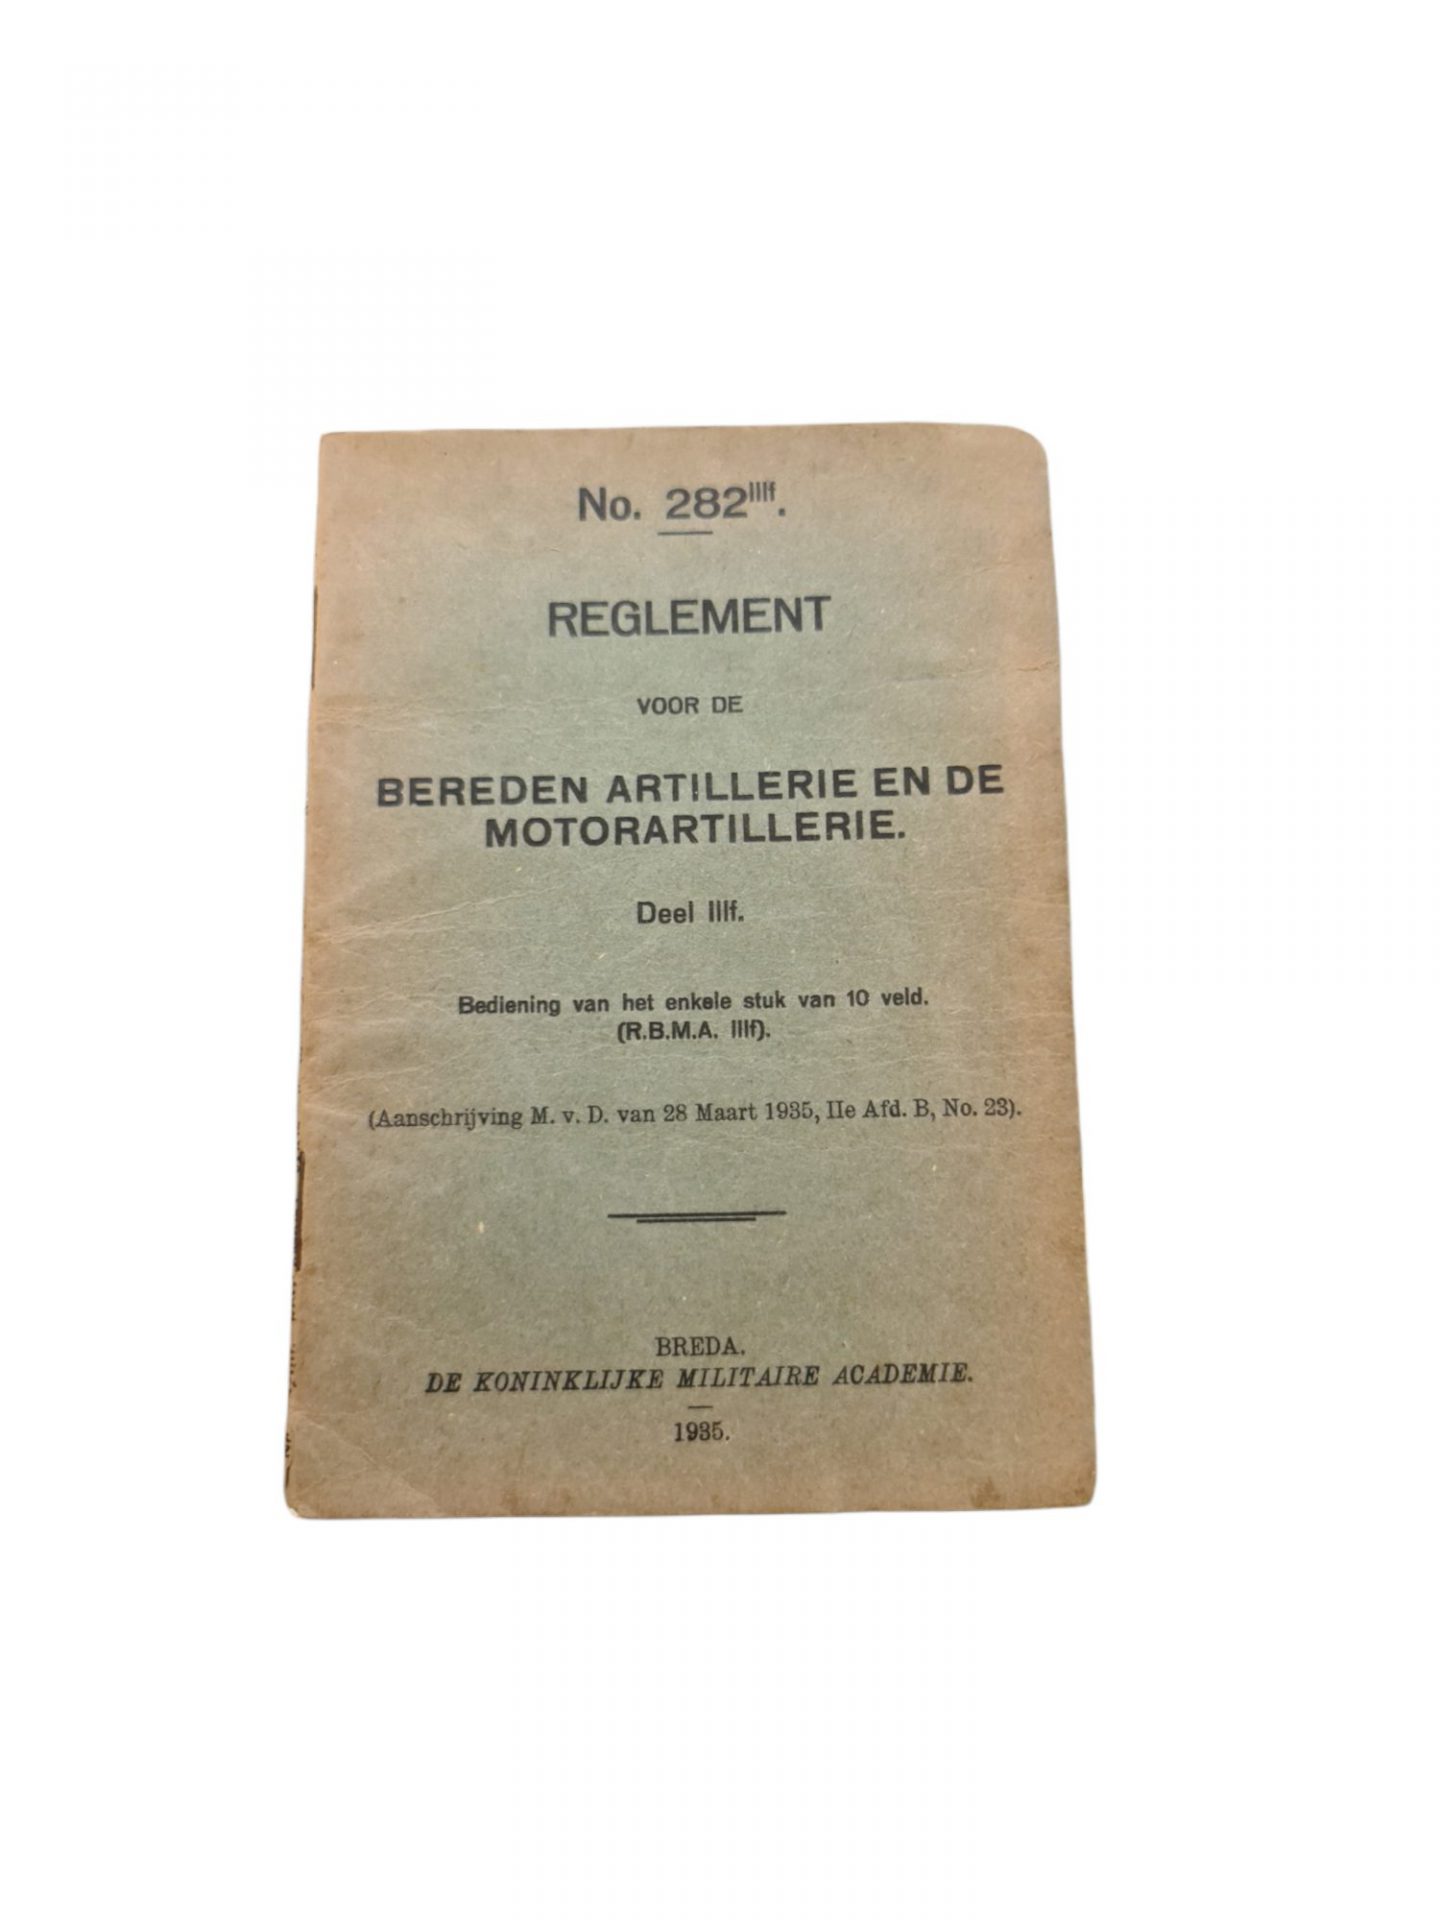 No. 282IIIf.
REGLEMENT
VOOR DE
BEREDEN ARTILLERIE EN DE
MOTORARTILLERIE.
Deel IIIf.
Bediening van het enkele stuk van 10 veld.
(R.B.M.A. IIIf).
(Aanschrijving M. v. D. van 28 Maart 1935, IIe Afd. B, No. 23).
BREDA.
DE KONINKLIJKE MILITAIRE ACADEMIE.
1935.